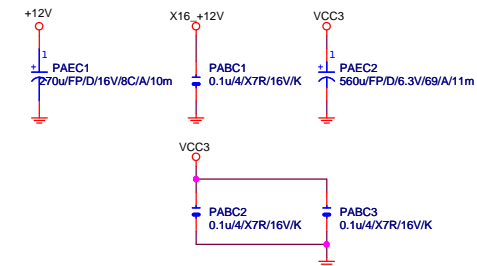 +12V
X16_+12V
VCC3
1
1
+
+
PAEC1
PABC1
PAEC2
270u/FP/D/16V/8C/A/10m
0.1u/4/X7R/16V/K
560u/FP/D/6.3V/69/A/11m
VCC3
PABC2
PABC3
0.1u/4/X7R/16V/K
0.1u/4/X7R/16V/K